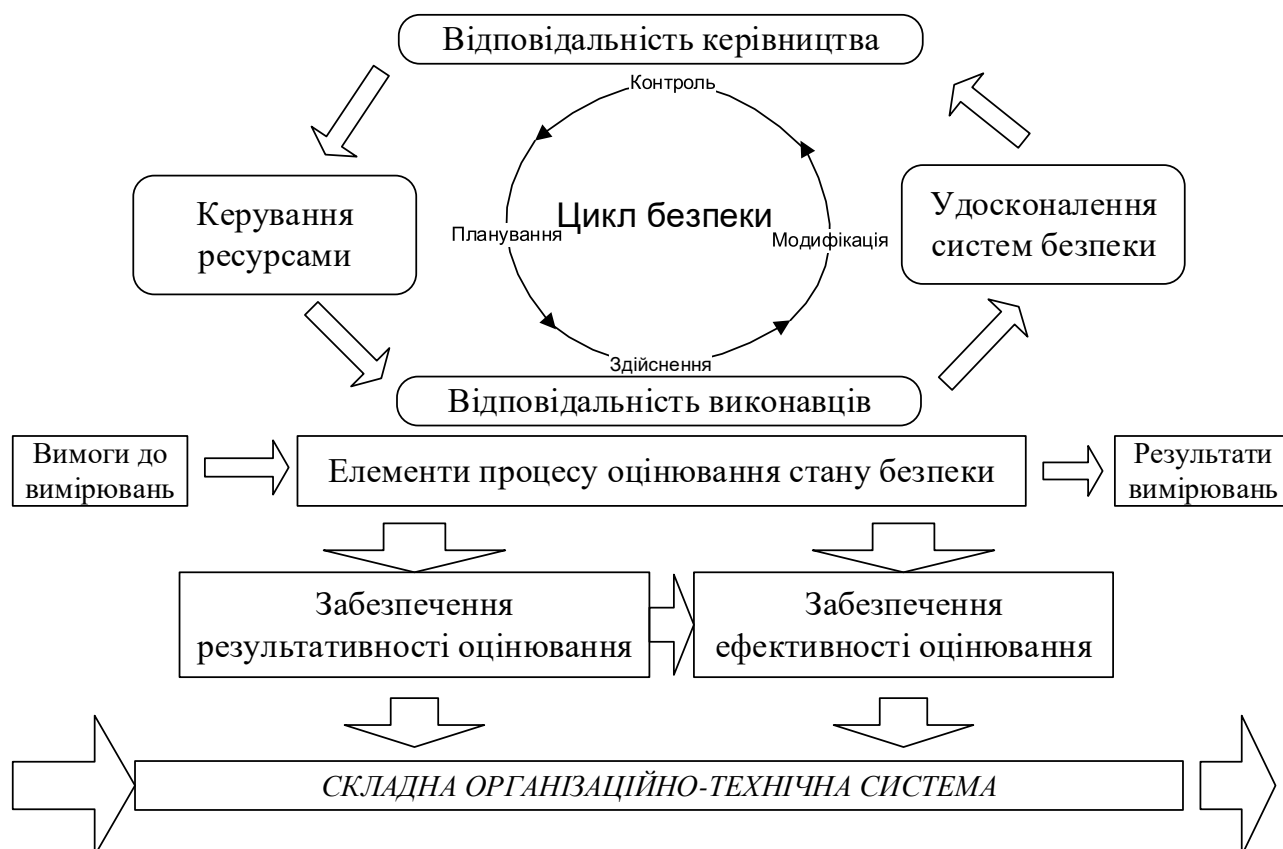 Відповідальність керівництва
Контроль
Керування
ресурсами
Цикл безпеки
Планування
Модифікація
Удосконалення
систем безпеки
Здійснення
Відповідальність виконавців
Вимоги до
вимірювань
Елементи процесу оцінювання стану безпеки
Результати
вимірювань
Забезпечення
результативності оцінювання
Забезпечення
ефективності оцінювання
СКЛАДНА ОРГАНІЗАЦІЙНО-ТЕХНІЧНА СИСТЕМА